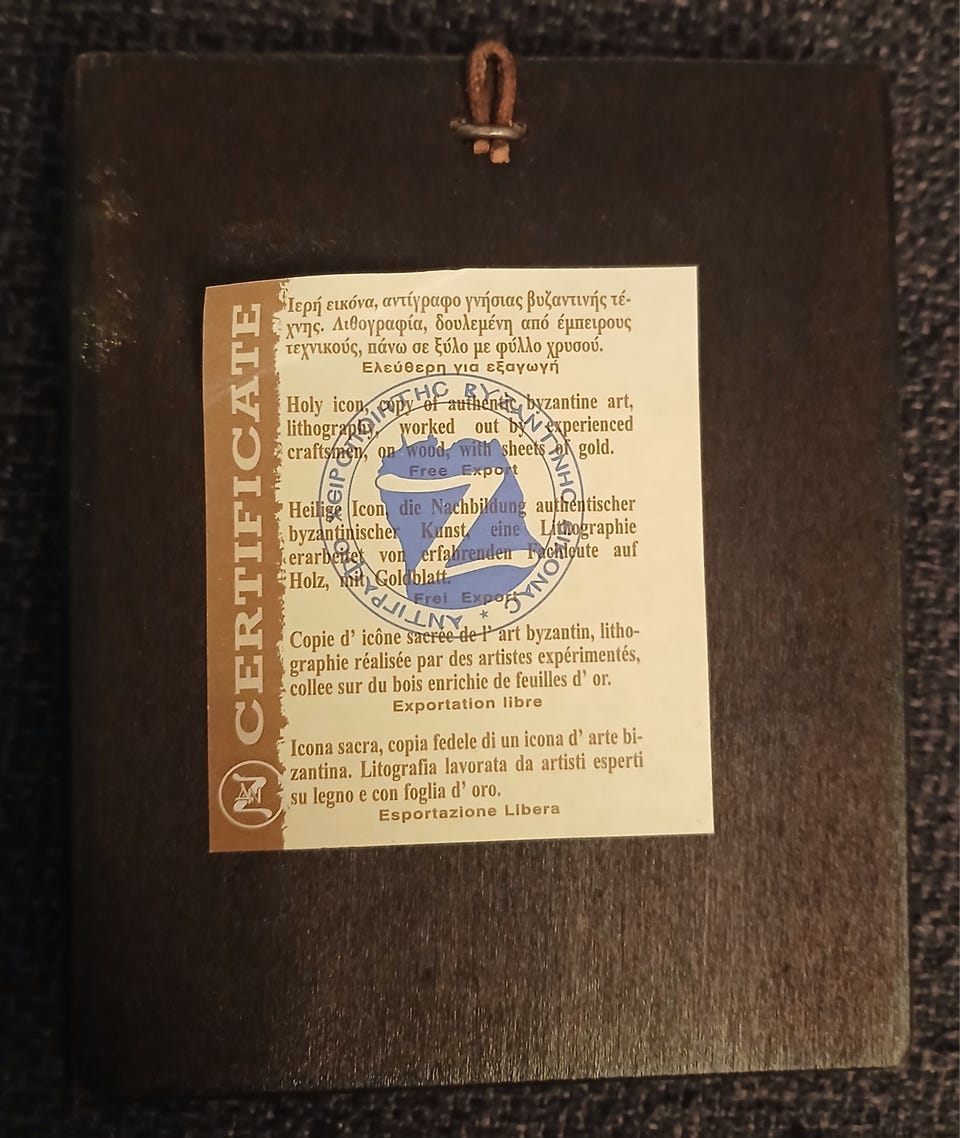 CERTIFICATE
Ἱερή εικόνα, αντίγραφο γνήσιας βυζαντινής τέ-
χνης. Λιθογραφία, δουλεμένη από έμπειρους
τεχνικούς, πάνω σε ξύλο με φύλλο χρυσού.
Ελεύθερη για εξαγωγή
Holy icon, copy of authentic byzantine art,
lithography, worked out by experienced
craftsmen, on wood, with sheets of gold.
Free Export
Heilige Icon, die Nachbildung authentischer
byzantinischer Kunst, eine Lithographie
erarbeitet von erfahrenden Fachleute auf
Holz, mit Goldblatt.
Frei Export
Copie d' icône sacrée de l' art byzantin, litho-
graphie réalisée par des artistes expérimentés,
collee sur du bois enrichie de feuilles d' or.
Exportation libre
Icona sacra, copia fedele di un icona d' arte bi-
zantina. Litografia lavorata da artisti esperti
su legno e con foglia d' oro.
Esportazione Libera
ΑΝΤΙΓΡΑΦΟ ΧΕΙΡΟΠΟΙΗΤΗC ΒΥΖΑΝΤΙΝΗC ΕΙΚΟΝΑC